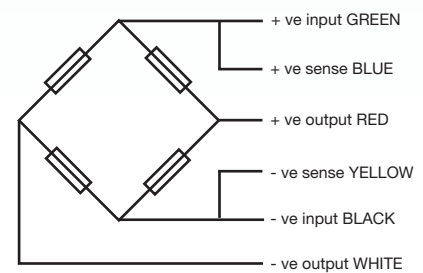 + ve input GREEN
+ ve sense BLUE
+ ve output RED
- ve sense YELLOW
- ve input BLACK
- ve output WHITE